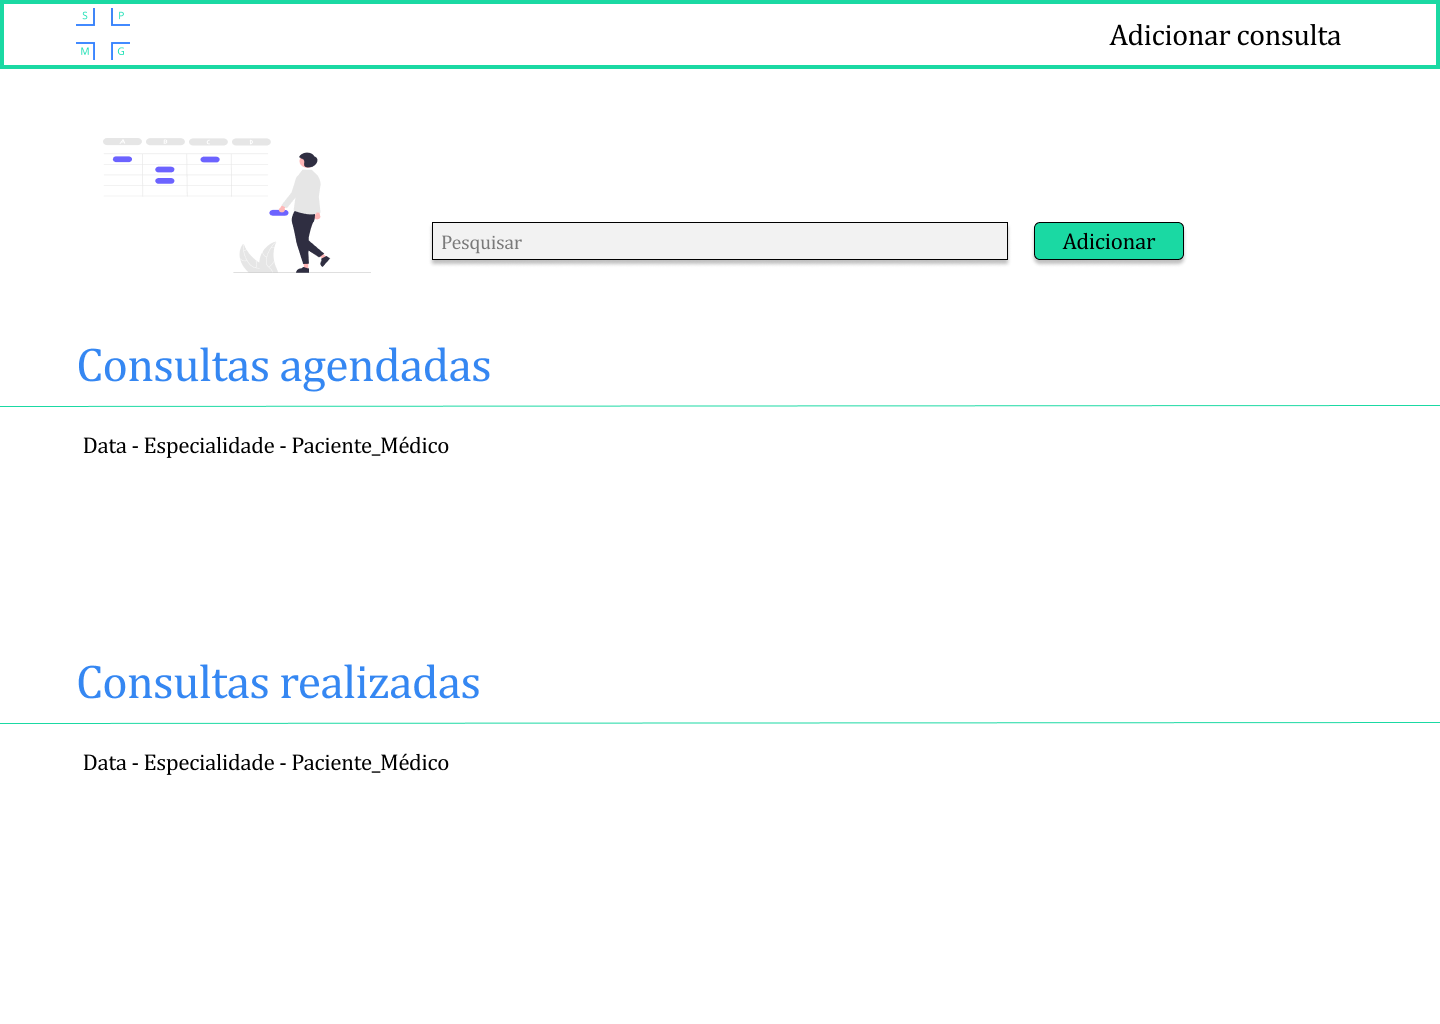 S P
M G
Adicionar consulta
Pesquisar
Adicionar
Consultas agendadas
Data - Especialidade - Paciente_Médico
Consultas realizadas
Data - Especialidade - Paciente_Médico